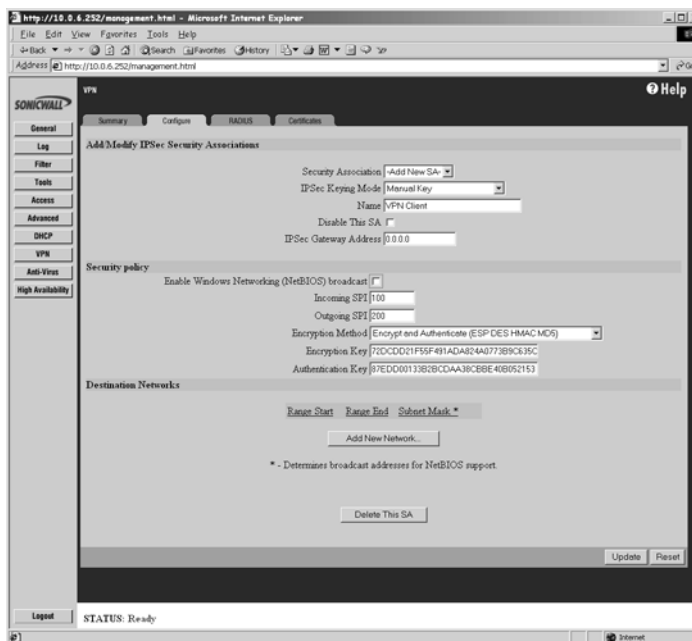 http://10.0.6.252/management.html - Microsoft Internet Explorer
File Edit View Favorites Tools Help
Back Search Favorites History
Address http://10.0.6.252/management.html
SONICWALL
VPN
Help
Summary Configure RADIUS Certificates
General
Log
Filter
Tools
Access
Advanced
DHCP
VPN
Anti-Virus
High Availability
Add/Modify IPSec Security Associations
Security Association -Add New SA-
IPSec Keying Mode Manual Key
Name VPN Client
Disable This SA
IPSec Gateway Address 0.0.0.0
Security policy
Enable Windows Networking (NetBIOS) broadcast
Incoming SPI 100
Outgoing SPI 200
Encryption Method Encrypt and Authenticate (ESP DES HMAC MD5)
Encryption Key 72DCDD21F55F491ADA824A0773B9C635C
Authentication Key 87EDD00133B2BCDAA38CBBE40B052153
Destination Networks
Range Start Range End Subnet Mask *
Add New Network...
* - Determines broadcast addresses for NetBIOS support.
Delete This SA
Update Reset
Logout
STATUS: Ready
Internet